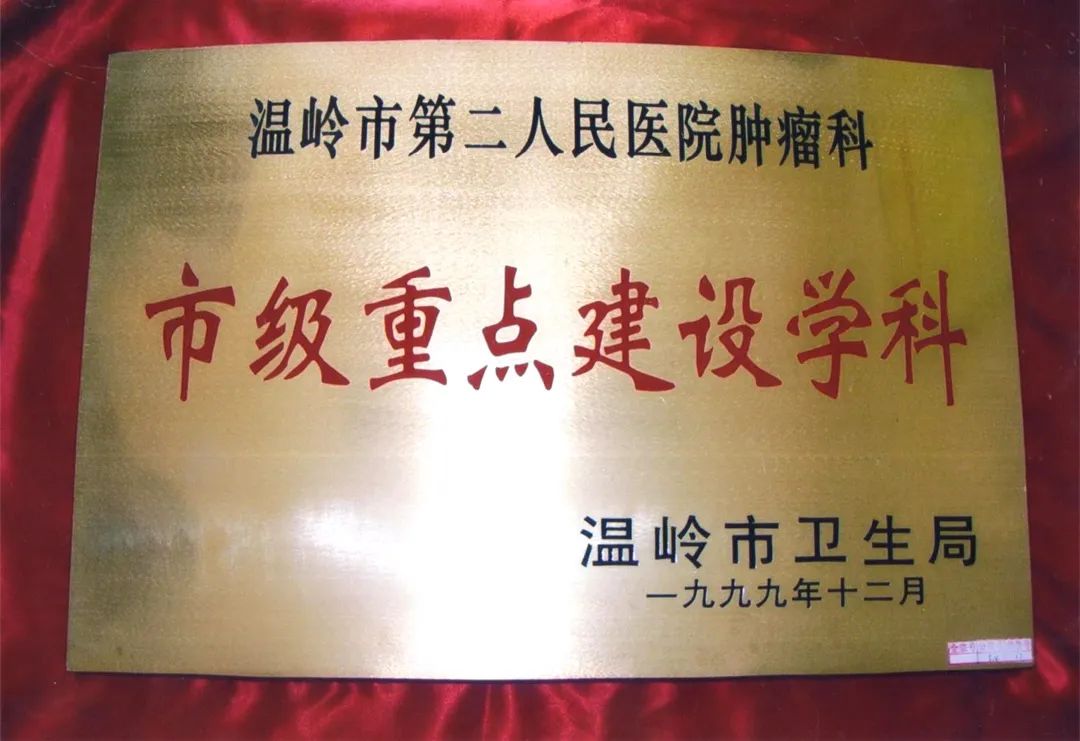 温岭市第二人民医院肿瘤科
市级重点建设学科
温岭市卫生局
一九九九年十二月